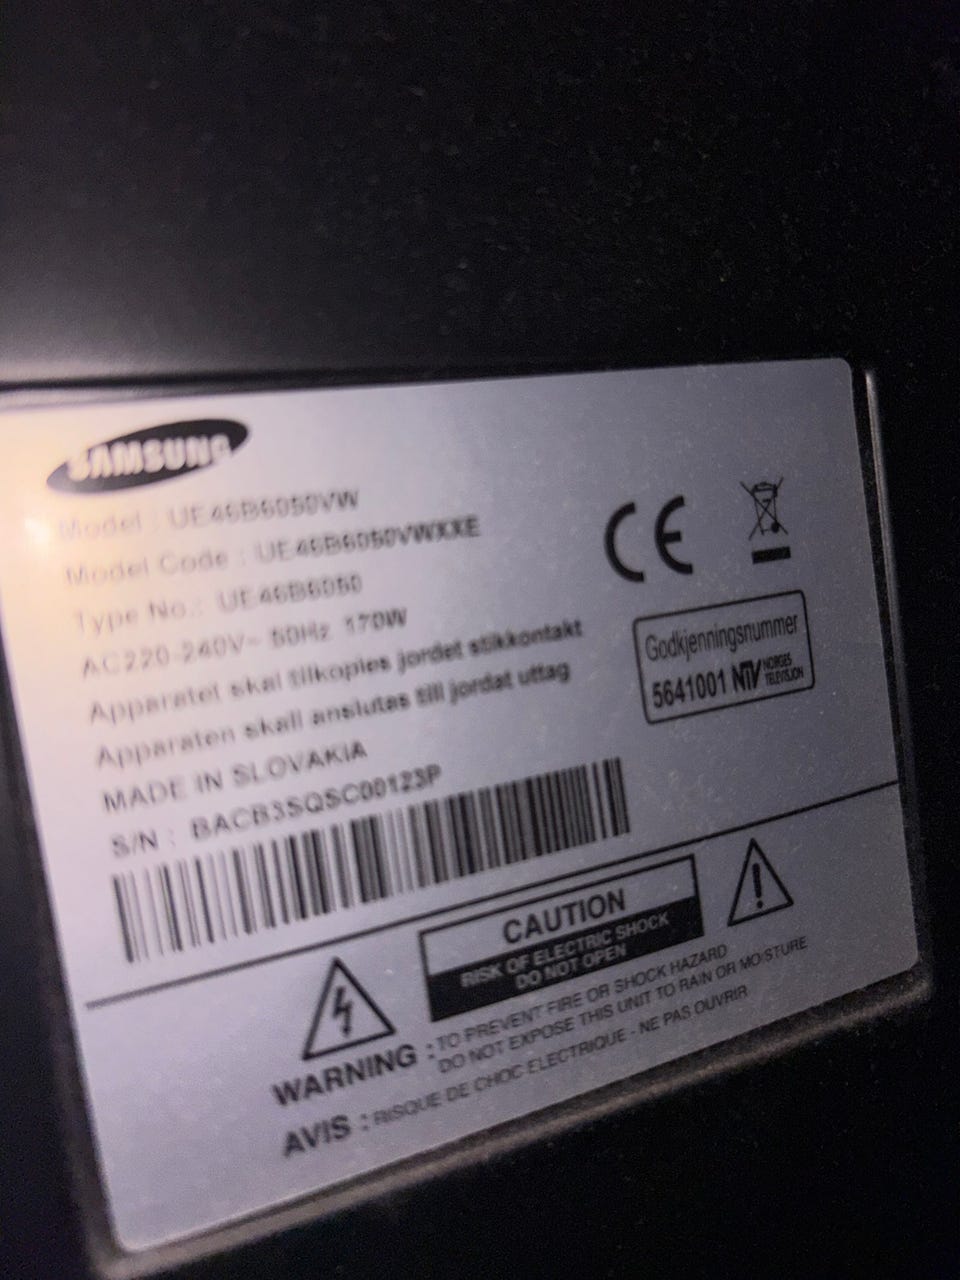 SAMSUNG
Model : UE46B6050VW
Model Code : UE46B6050VWXXE
Type No.: UE46B6050
AC220-240V~ 50Hz 170W
Apparatet skal tilkoples jordet stikkontakt
Apparaten skall anslutas till jordat uttag
MADE IN SLOVAKIA
S/N : BACB3SQSC00123P
CE
Godkjenningsnummer
5641001 NTV NORGES
TELEVISJON
CAUTION
RISK OF ELECTRIC SHOCK
DO NOT OPEN
WARNING : TO PREVENT FIRE OR SHOCK HAZARD
DO NOT EXPOSE THIS UNIT TO RAIN OR MOISTURE
AVIS : RISQUE DE CHOC ELECTRIQUE - NE PAS OUVRIR